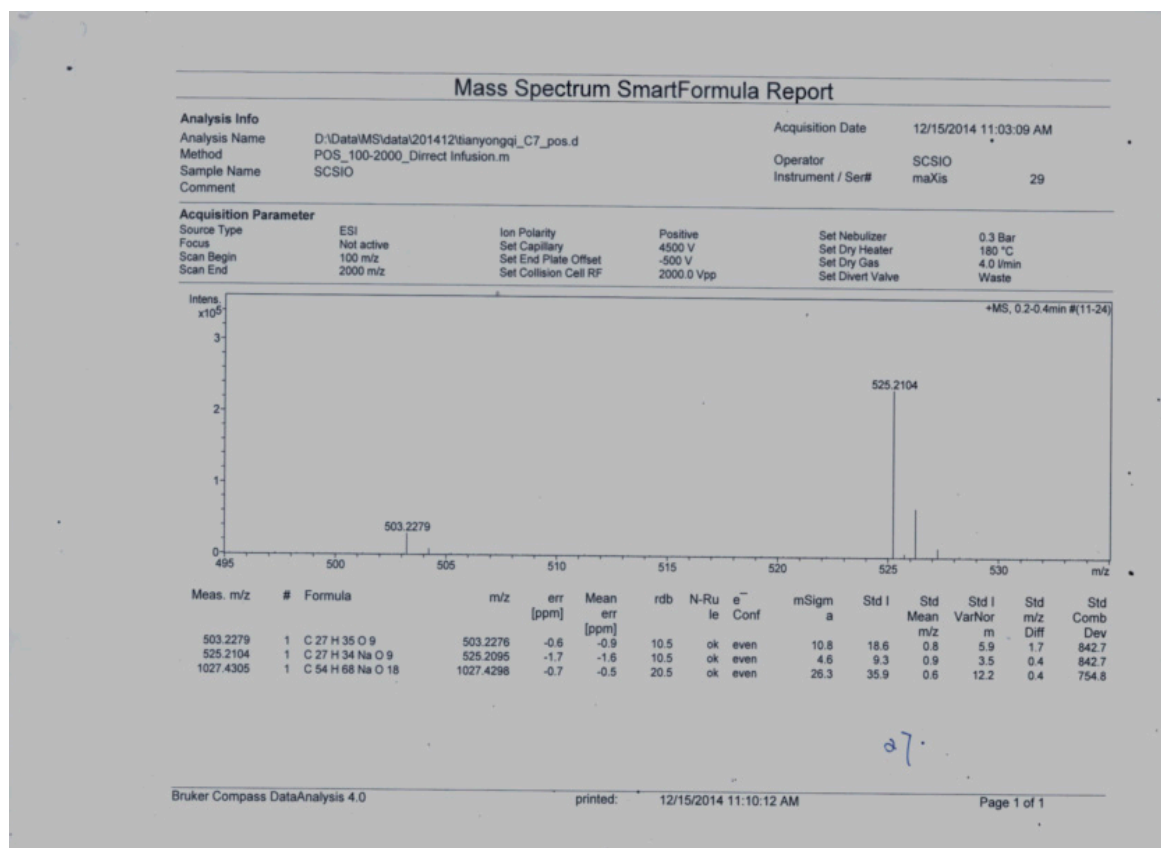 Mass Spectrum SmartFormula Report
Analysis Info
Acquisition Date 12/15/2014 11:03:09 AM
Analysis Name D:\Data\MS\data\201412\tianyongqi_C7_pos.d
Method POS_100-2000_Dirrect Infusion.m
Operator SCSIO
Sample Name SCSIO
Instrument / Ser# maXis 29
Comment
Acquisition Parameter
Source Type ESI Ion Polarity Positive Set Nebulizer 0.3 Bar
Focus Not active Set Capillary 4500 V Set Dry Heater 180 °C
Scan Begin 100 m/z Set End Plate Offset -500 V Set Dry Gas 4.0 l/min
Scan End 2000 m/z Set Collision Cell RF 2000.0 Vpp Set Divert Valve Waste
Intens.
x10⁵
+MS, 0.2-0.4min #(11-24)
3
525.2104
2
1
503.2279
0
495 500 505 510 515 520 525 530 m/z
Meas. m/z # Formula m/z err Mean rdb N-Ru e⁻ mSigm Std I Std Std I Std Std
[ppm] err le Conf a Mean VarNor m/z Comb
[ppm] m/z m Diff Dev
503.2279 1 C 27 H 35 O 9 503.2276 -0.6 -0.9 10.5 ok even 10.8 18.6 0.8 5.9 1.7 842.7
525.2104 1 C 27 H 34 Na O 9 525.2095 -1.7 -1.6 10.5 ok even 4.6 9.3 0.9 3.5 0.4 842.7
1027.4305 1 C 54 H 68 Na O 18 1027.4298 -0.7 -0.5 20.5 ok even 26.3 35.9 0.6 12.2 0.4 754.8
27.
Bruker Compass DataAnalysis 4.0 printed: 12/15/2014 11:10:12 AM Page 1 of 1